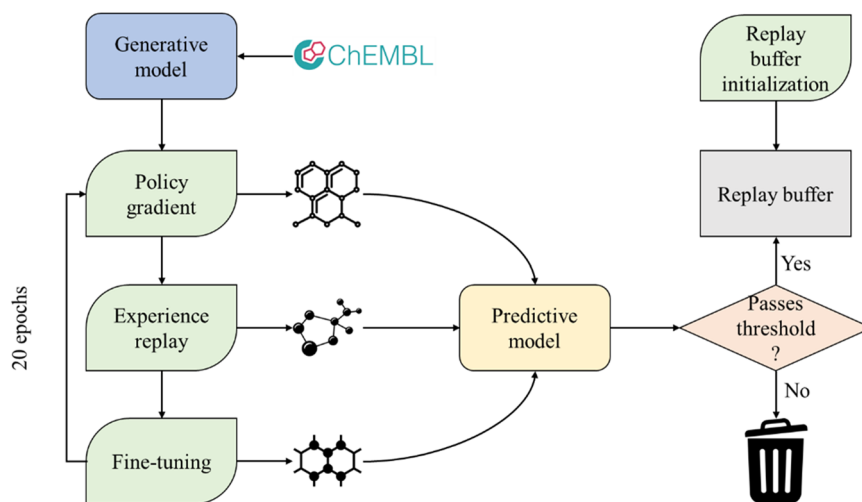 Generative
model
ChEMBL
Replay
buffer
initialization
Policy
gradient
Replay buffer
Yes
20 epochs
Experience
replay
Predictive
model
Passes
threshold
?
No
Fine-tuning